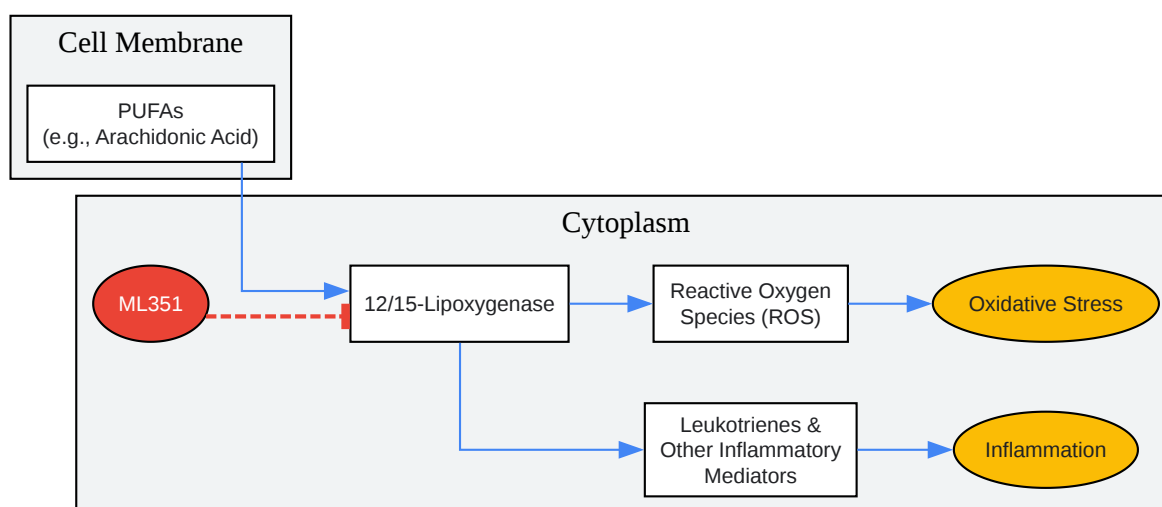 Cell Membrane
PUFAs
(e.g., Arachidonic Acid)
Cytoplasm
ML351
12/15-Lipoxygenase
Reactive Oxygen
Species (ROS)
Oxidative Stress
Leukotrienes &
Other Inflammatory
Mediators
Inflammation